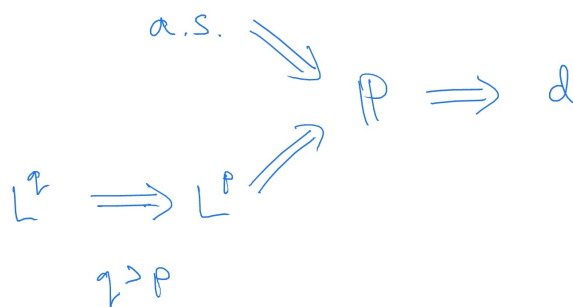 a.s.
ℙ ⟹ d
L^q ⟹ L^p
q > p